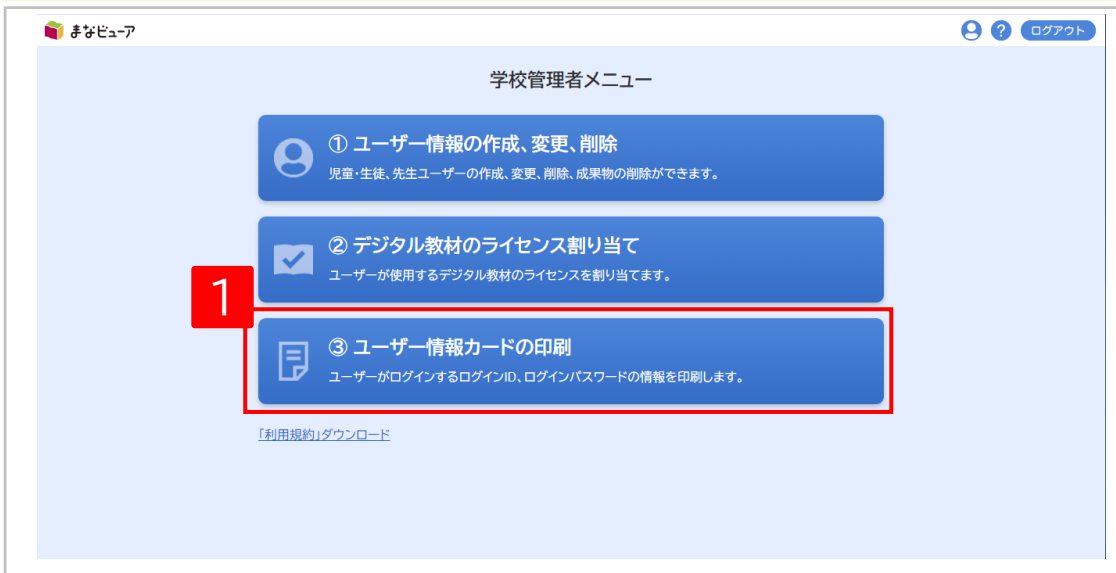 まなビューア
?
ログアウト
学校管理者メニュー
① ユーザー情報の作成、変更、削除
児童・生徒、先生ユーザーの作成、変更、削除、成果物の削除ができます。
② デジタル教材のライセンス割り当て
ユーザーが使用するデジタル教材のライセンスを割り当てます。
1
③ ユーザー情報カードの印刷
ユーザーがログインするログインID、ログインパスワードの情報を印刷します。
「利用規約」ダウンロード